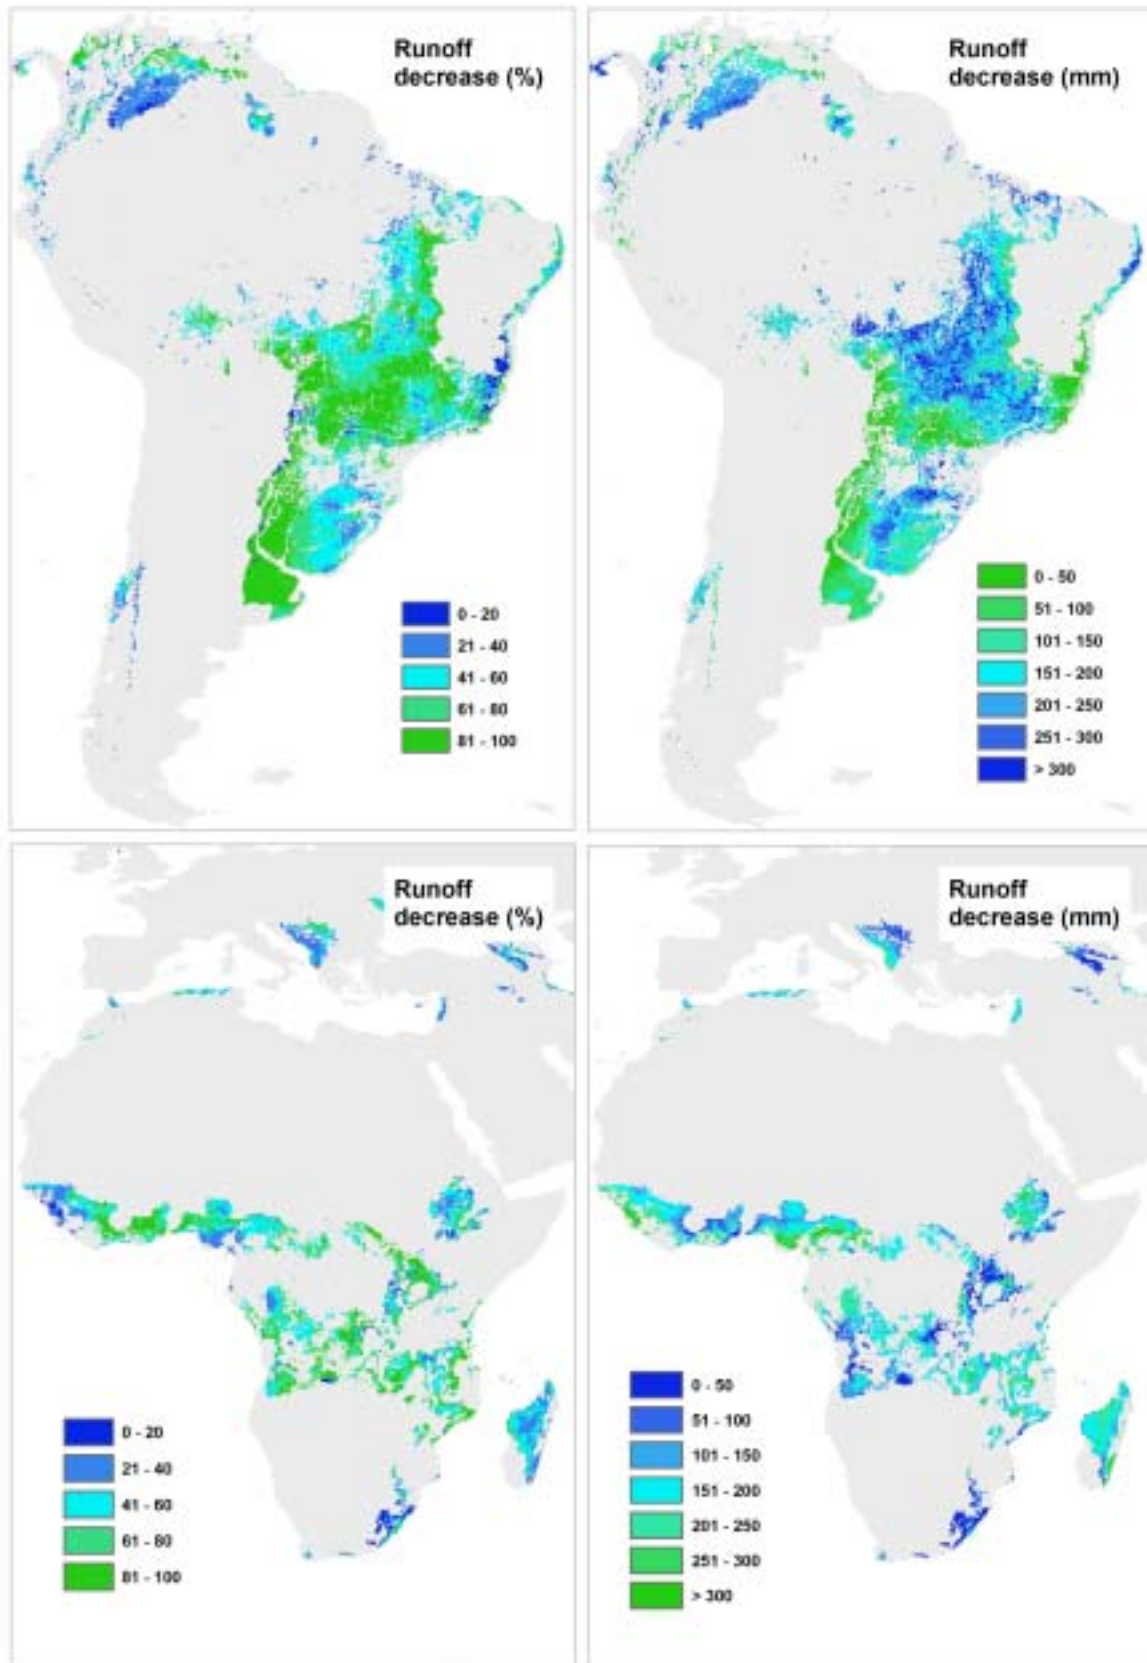 Runoff
decrease (%)
0 - 20
21 - 40
41 - 60
61 - 80
81 - 100
Runoff
decrease (mm)
0 - 50
51 - 100
101 - 150
151 - 200
201 - 250
251 - 300
> 300
Runoff
decrease (%)
0 - 20
21 - 40
41 - 60
61 - 80
81 - 100
Runoff
decrease (mm)
0 - 50
51 - 100
101 - 150
151 - 200
201 - 250
251 - 300
> 300